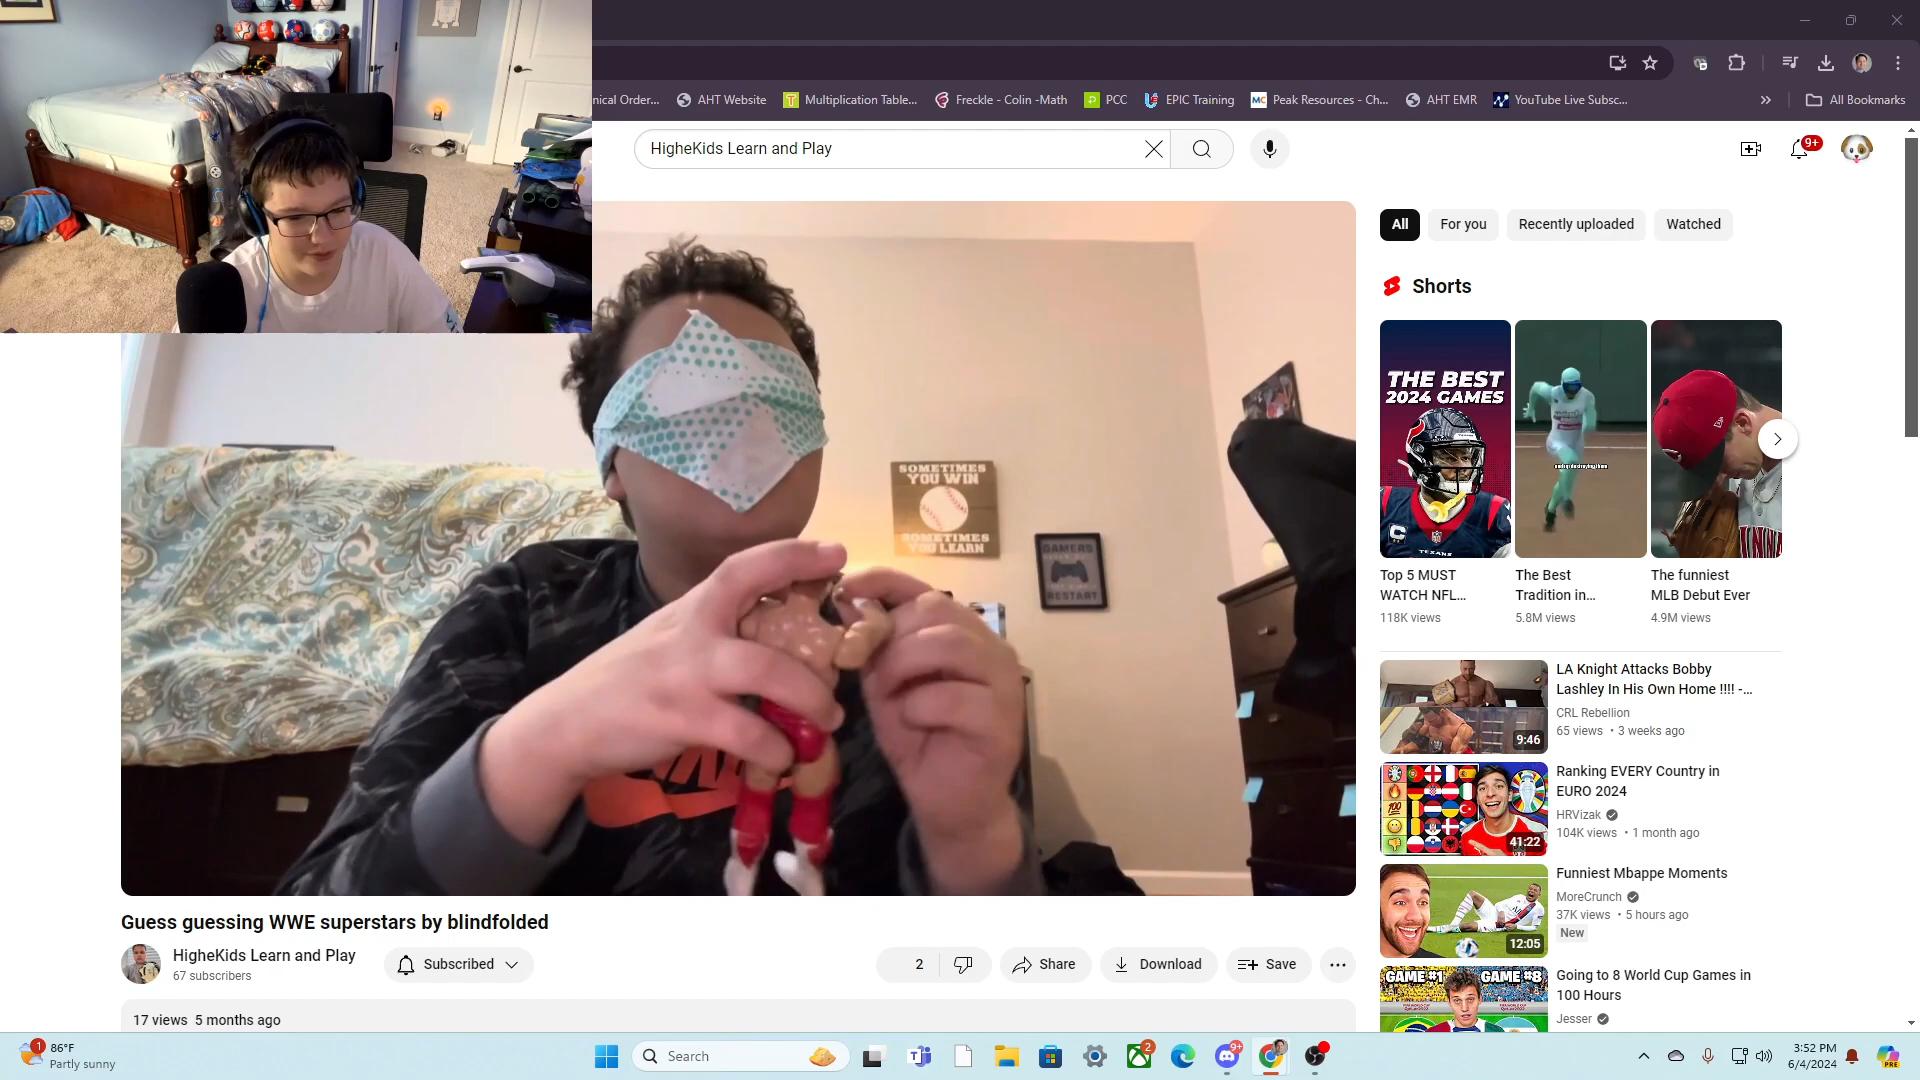 nical Order...
AHT Website
Multiplication Table...
Freckle - Colin -Math
PCC
EPIC Training
Peak Resources - Ch...
AHT EMR
YouTube Live Subsc...
All Bookmarks
HigheKids Learn and Play
9+
All
For you
Recently uploaded
Watched
Shorts
THE BEST
2024 GAMES
TEXANS
Top 5 MUST
WATCH NFL...
118K views
The Best
Tradition in...
5.8M views
The funniest
MLB Debut Ever
4.9M views
SOMETIMES
YOU WIN
SOMETIMES
YOU LEARN
GAMERS
RESTART
LA Knight Attacks Bobby
Lashley In His Own Home !!!! -...
CRL Rebellion
65 views • 3 weeks ago
9:46
Ranking EVERY Country in
EURO 2024
HRVizak
104K views • 1 month ago
41:22
Funniest Mbappe Moments
MoreCrunch
37K views • 5 hours ago
New
12:05
GAME #1
GAME #8
Going to 8 World Cup Games in
100 Hours
Jesser
Guess guessing WWE superstars by blindfolded
HigheKids Learn and Play
67 subscribers
Subscribed
2
Share
Download
Save
17 views 5 months ago
1
86°F
Partly sunny
Search
2
9+
3:52 PM
6/4/2024
PRE